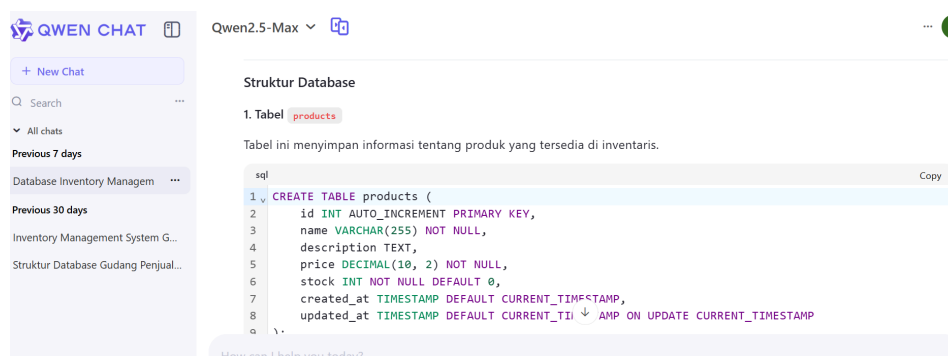 QWEN CHAT
Qwen2.5-Max
+ New Chat
Search
All chats
Previous 7 days
Database Inventory Managem
Previous 30 days
Inventory Management System G...
Struktur Database Gudang Penjual...
Struktur Database
1. Tabel products
Tabel ini menyimpan informasi tentang produk yang tersedia di inventaris.
sql
Copy
1 CREATE TABLE products (
2 id INT AUTO_INCREMENT PRIMARY KEY,
3 name VARCHAR(255) NOT NULL,
4 description TEXT,
5 price DECIMAL(10, 2) NOT NULL,
6 stock INT NOT NULL DEFAULT 0,
7 created_at TIMESTAMP DEFAULT CURRENT_TIMESTAMP,
8 updated_at TIMESTAMP DEFAULT CURRENT_TIMESTAMP ON UPDATE CURRENT_TIMESTAMP
9 );
How can I help you today?